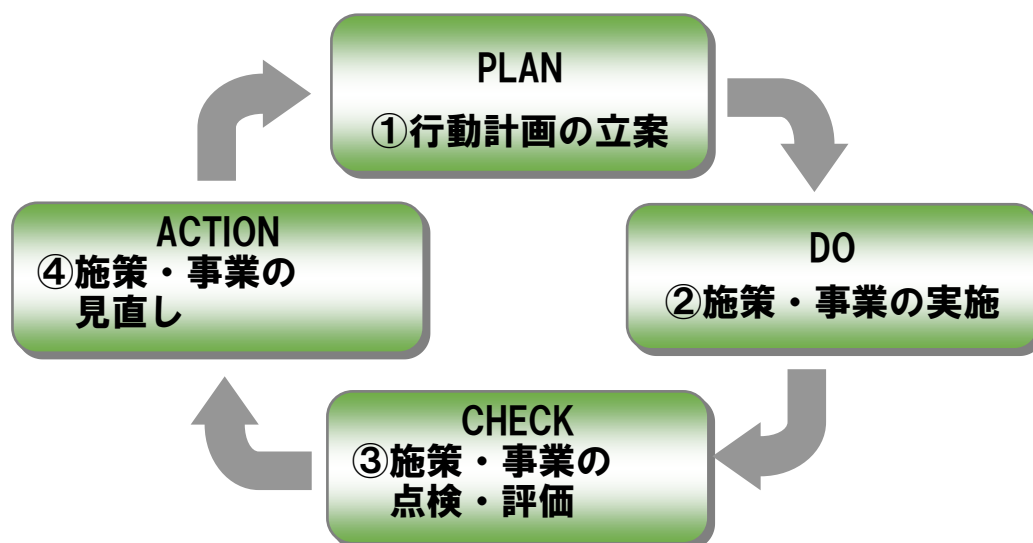 PLAN
①行動計画の立案
DO
②施策・事業の実施
CHECK
③施策・事業の
点検・評価
ACTION
④施策・事業の
見直し